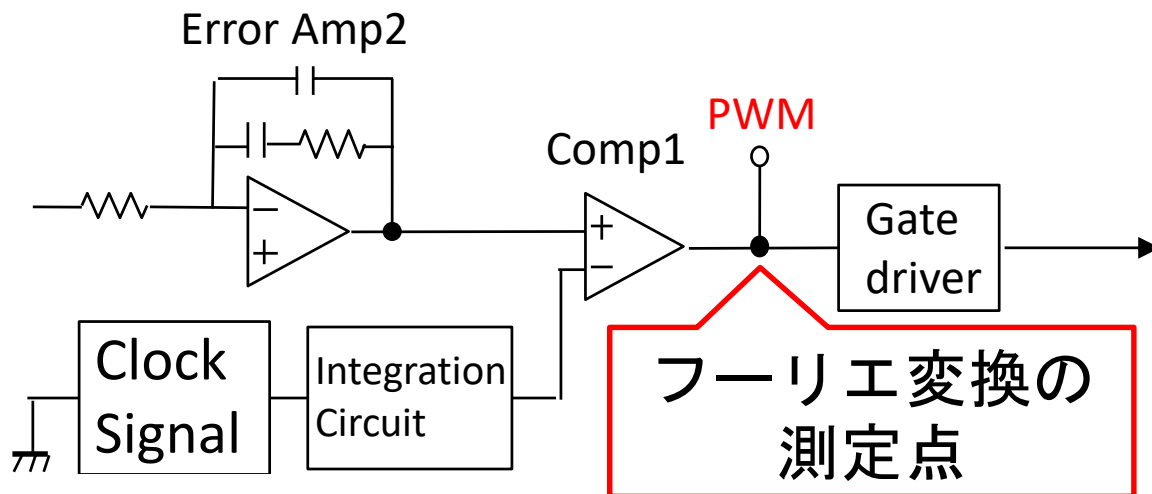 Error Amp2
PWM
Comp1
Gate
driver
Clock
Signal
Integration
Circuit
フーリエ変換の
測定点